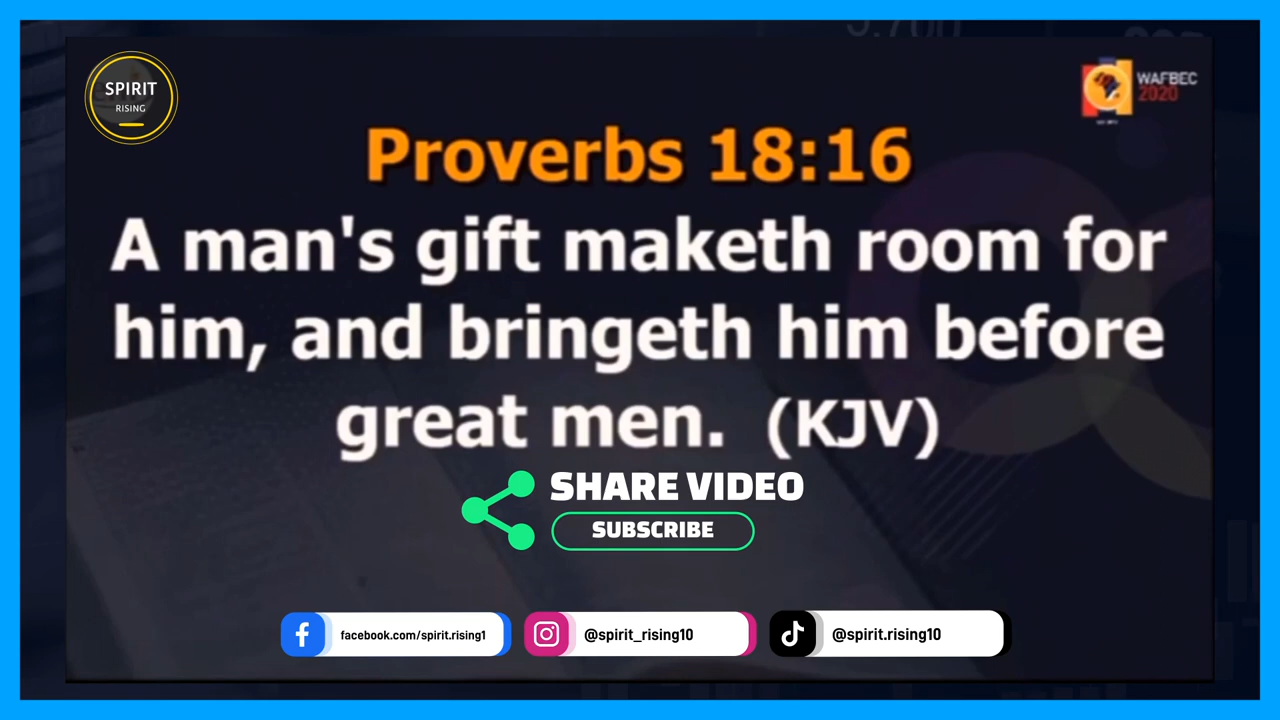 SPIRIT
RISING
WAFBEC
2020
Proverbs 18:16
A man's gift maketh room for
him, and bringeth him before
great men. (KJV)
SHARE VIDEO
SUBSCRIBE
facebook.com/spirit.rising1
@spirit_rising10
@spirit.rising10